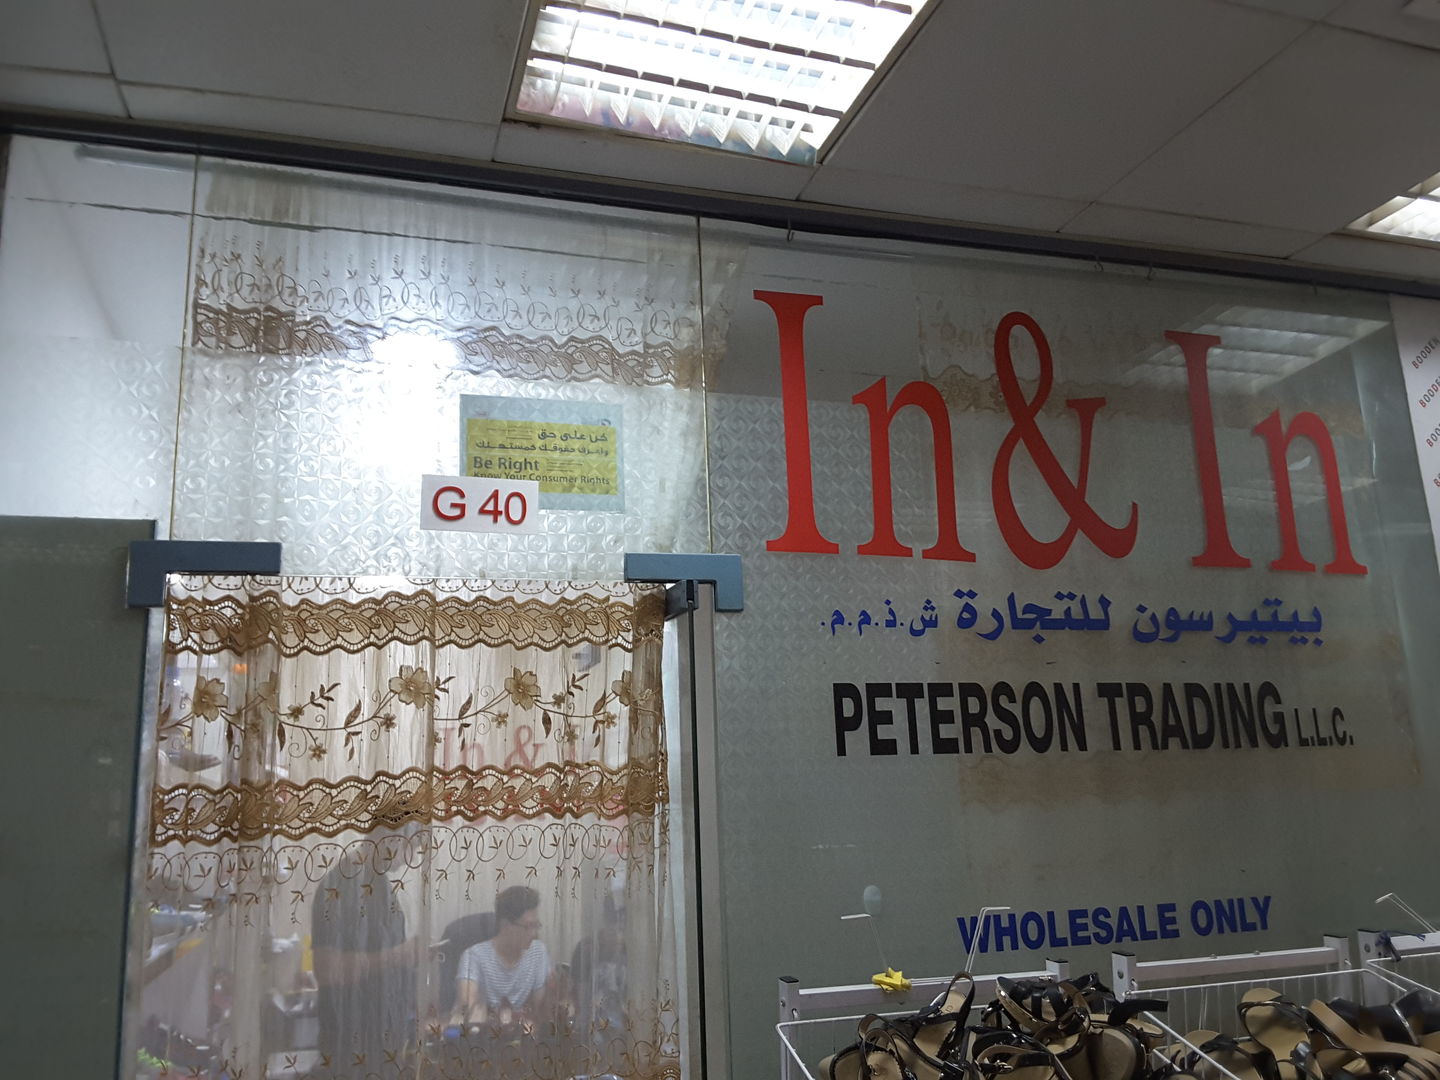 كن على حق
واعرف حقوقك كمستهلك
Be Right
Know Your Consumer Rights
G 40
In & In
بيتيرسون للتجارة ش.ذ.م.م.
PETERSON TRADING L.L.C.
WHOLESALE ONLY
BOODEN